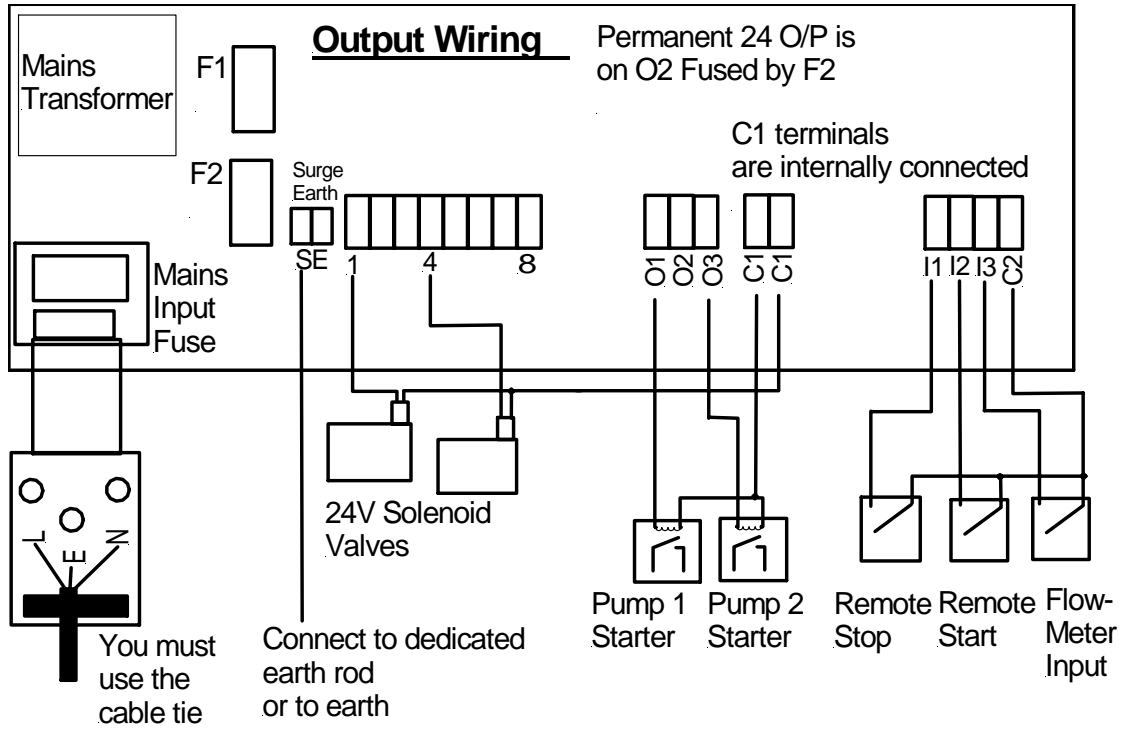 Output Wiring
Permanent 24 O/P is
on O2 Fused by F2
Mains
Transformer
F1
F2
Surge
Earth
SE
1
4
8
C1 terminals
are internally connected
O1
O2
O3
C1
C1
I1
I2
I3
C2
Mains
Input
Fuse
L
E
N
24V Solenoid
Valves
You must
use the
cable tie
Connect to dedicated
earth rod
or to earth
Pump 1
Starter
Pump 2
Starter
Remote
Stop
Remote
Start
Flow-
Meter
Input